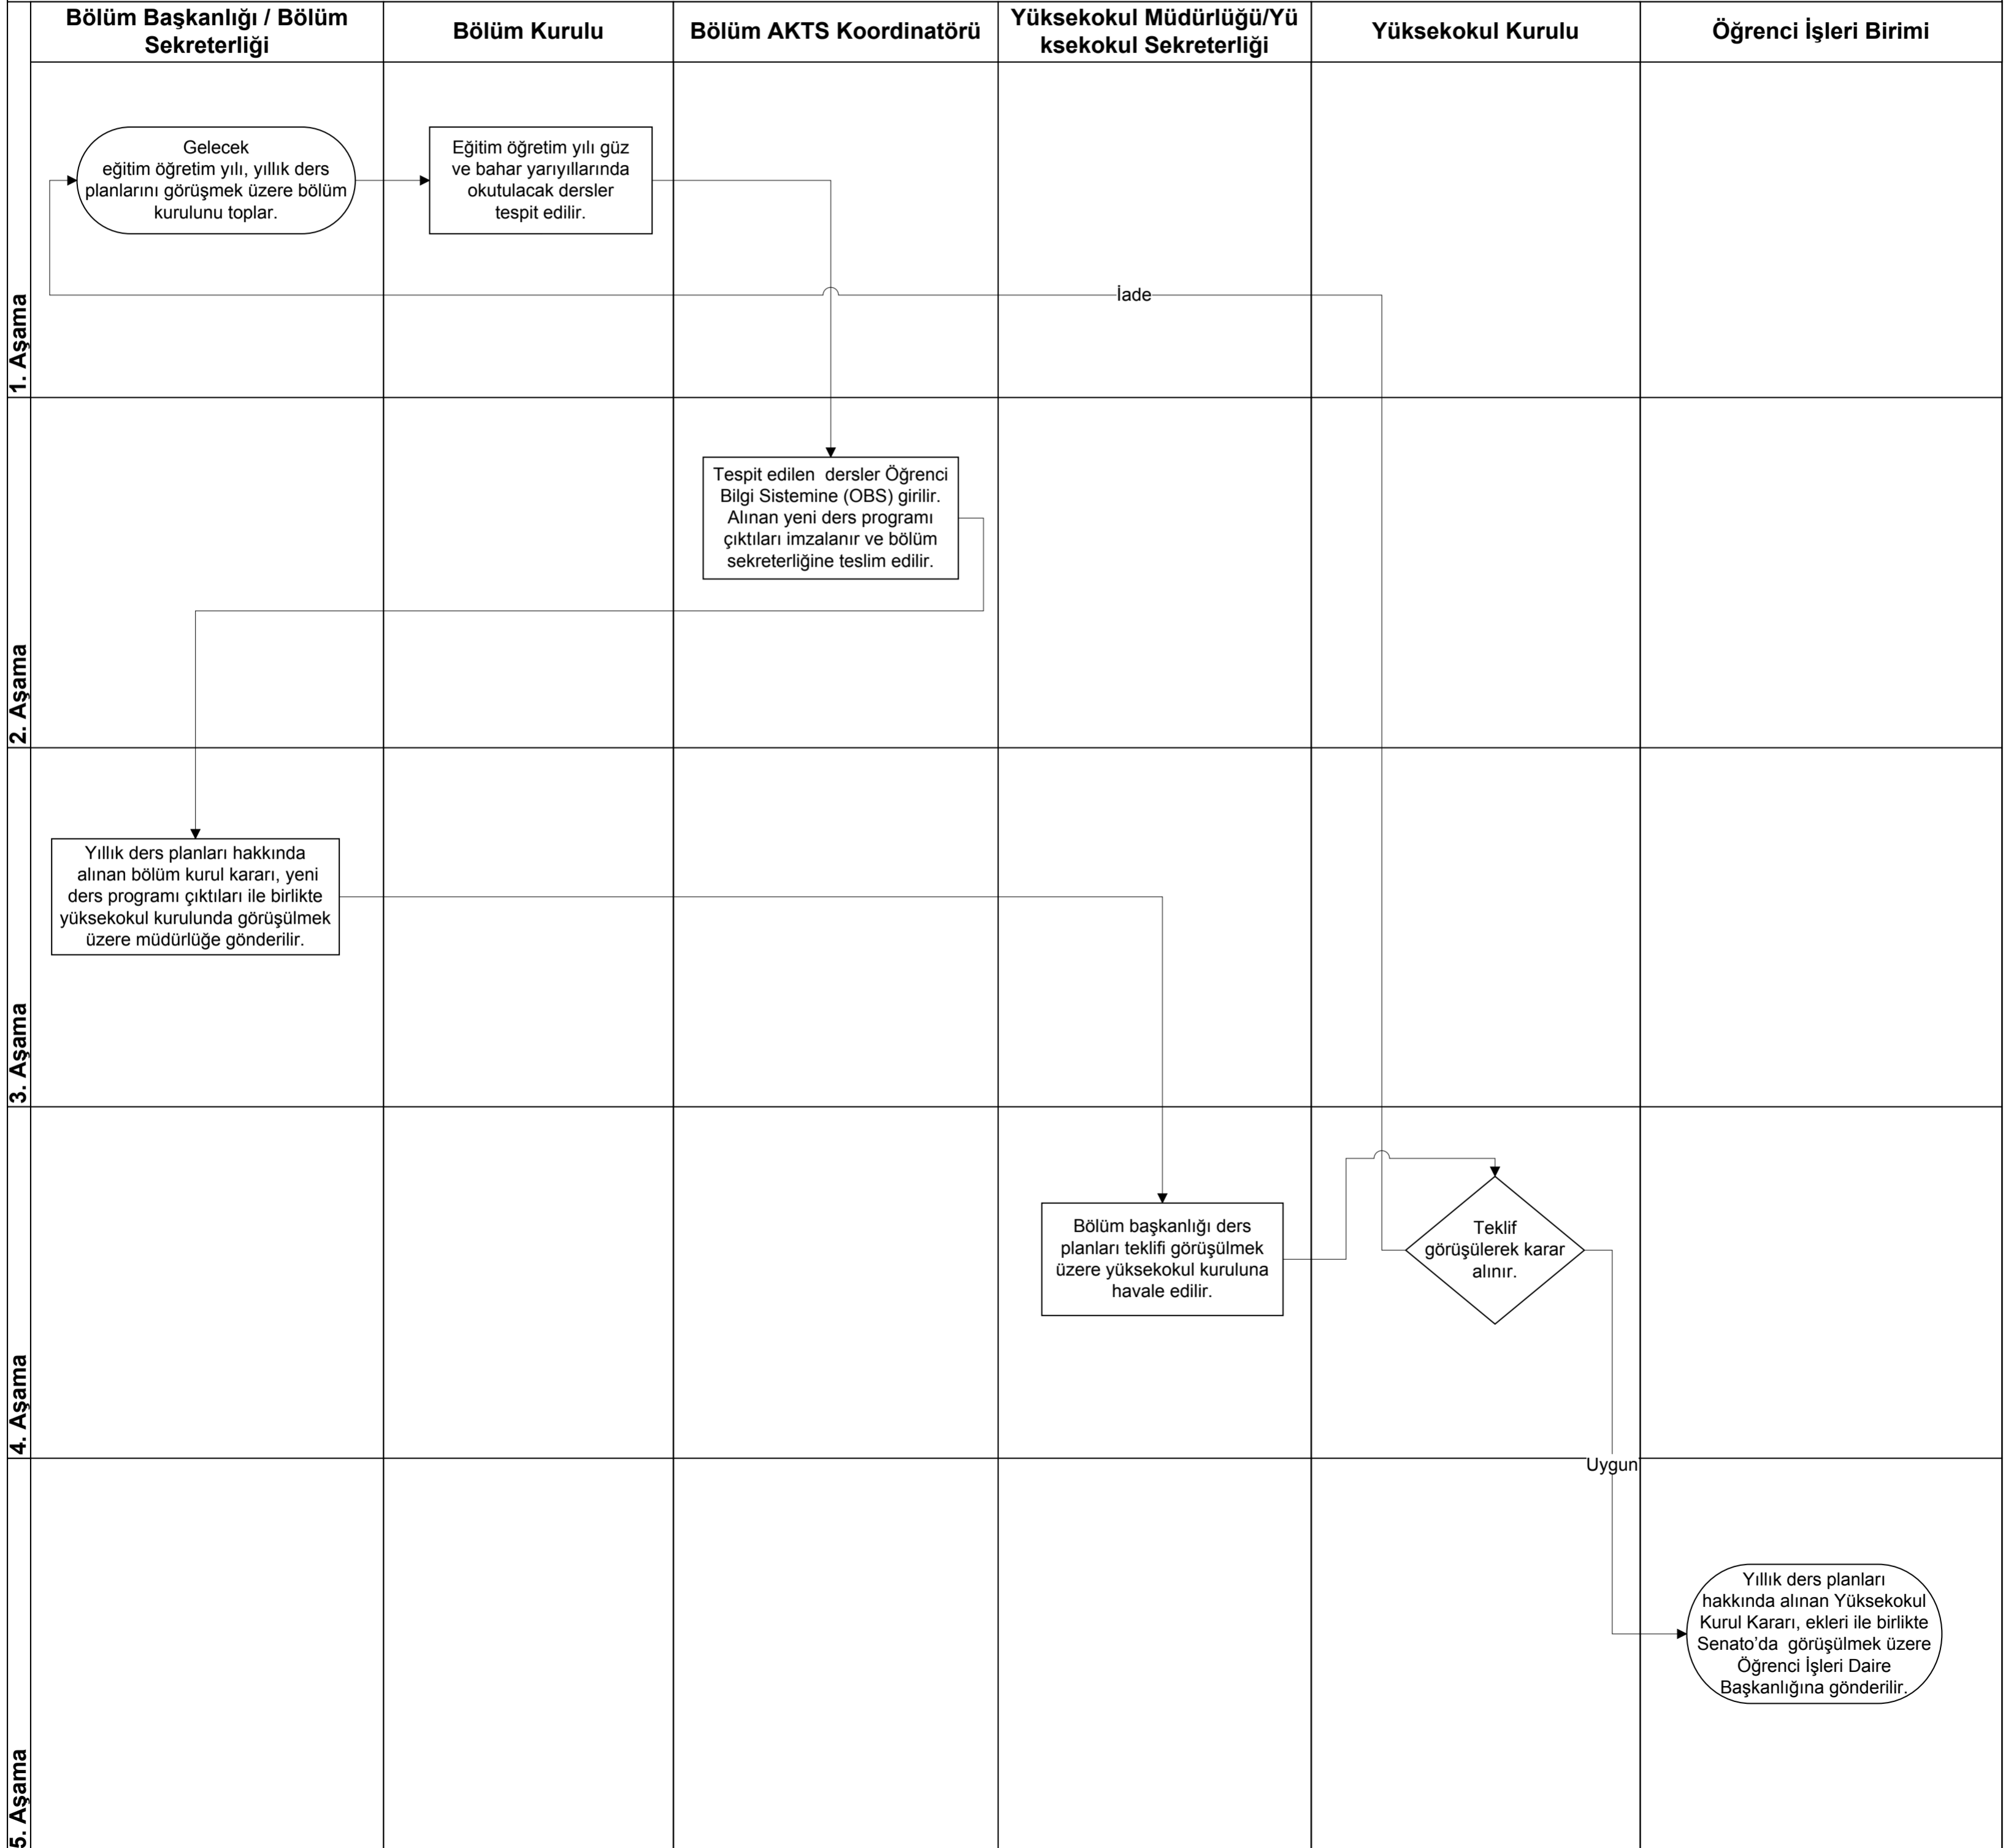 Bölüm Başkanlığı / Bölüm
Sekreterliği
Bölüm Kurulu
Bölüm AKTS Koordinatörü
Yüksekokul Müdürlüğü/Yü
ksekokul Sekreterliği
Yüksekokul Kurulu
Öğrenci İşleri Birimi
1. Aşama
Gelecek
eğitim öğretim yılı, yıllık ders
planlarını görüşmek üzere bölüm
kurulunu toplar.
Eğitim öğretim yılı güz
ve bahar yarıyıllarında
okutulacak dersler
tespit edilir.
İade
2. Aşama
Tespit edilen  dersler Öğrenci
Bilgi Sistemine (OBS) girilir.
Alınan yeni ders programı
çıktıları imzalanır ve bölüm
sekreterliğine teslim edilir.
3. Aşama
Yıllık ders planları hakkında
alınan bölüm kurul kararı, yeni
ders programı çıktıları ile birlikte
yüksekokul kurulunda görüşülmek
üzere müdürlüğe gönderilir.
4. Aşama
Bölüm başkanlığı ders
planları teklifi görüşülmek
üzere yüksekokul kuruluna
havale edilir.
Teklif
görüşülerek karar
alınır.
Uygun
5. Aşama
Yıllık ders planları
hakkında alınan Yüksekokul
Kurul Kararı, ekleri ile birlikte
Senato’da  görüşülmek üzere
Öğrenci İşleri Daire
Başkanlığına gönderilir.